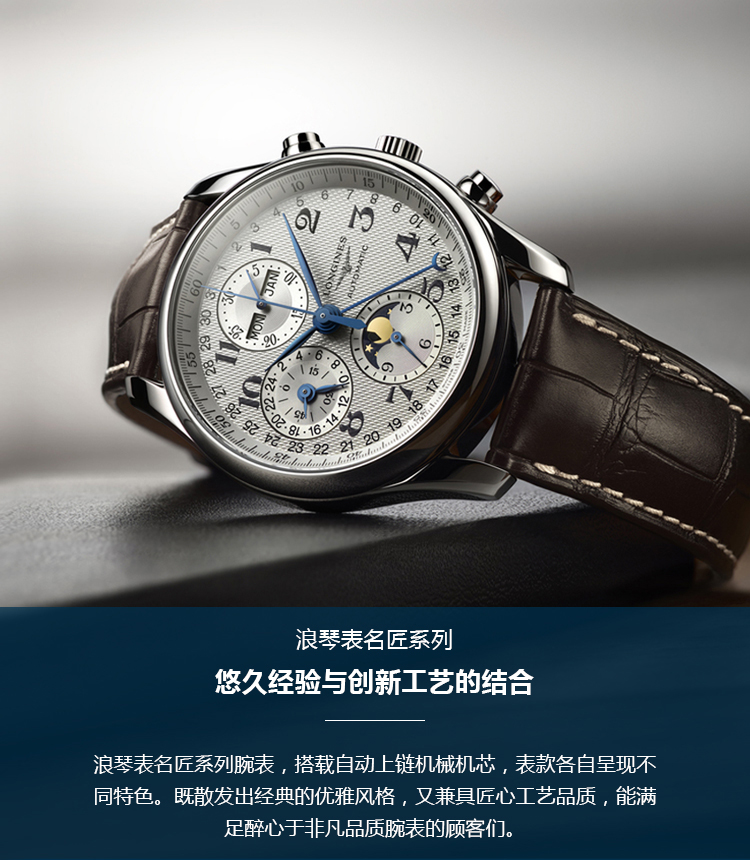 LONGINES
AUTOMATIC
MON JAN
浪琴表名匠系列
悠久经验与创新工艺的结合
浪琴表名匠系列腕表，搭载自动上链机械机芯，表款各自呈现不
同特色。既散发出经典的优雅风格，又兼具匠心工艺品质，能满
足醉心于非凡品质腕表的顾客们。